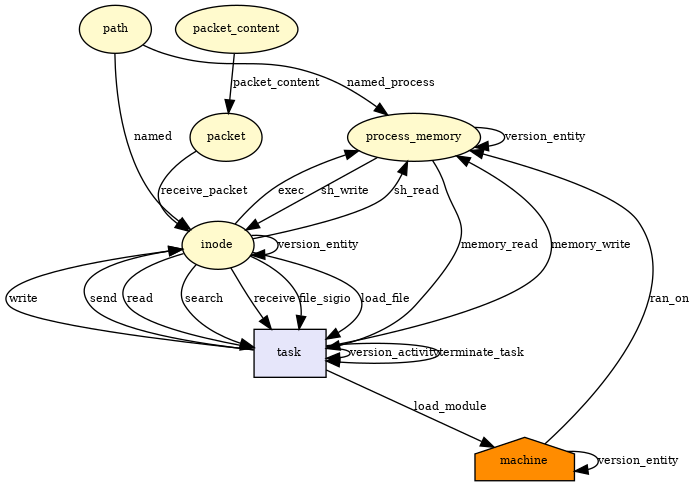 path
packet_content
packet_content
named_process
named
packet
process_memory
version_entity
receive_packet
exec
sh_write
sh_read
inode
version_entity
memory_read
memory_write
write
send
read
search
receive
file_sigio
load_file
ran_on
task
version_activity
terminate_task
load_module
machine
version_entity